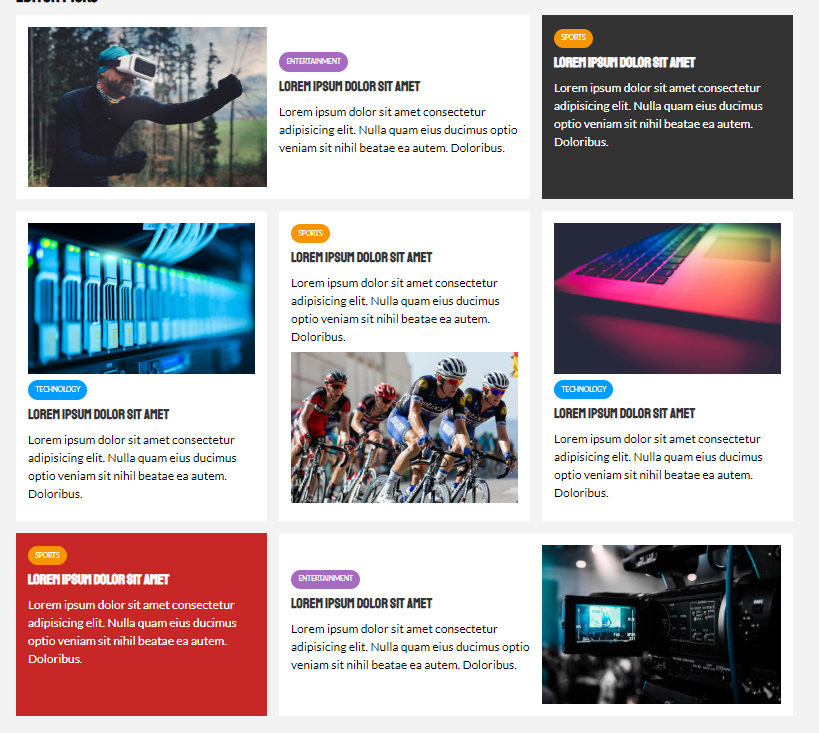 EDITOR PICKS
ENTERTAINMENT
LOREM IPSUM DOLOR SIT AMET
Lorem ipsum dolor sit amet consectetur
adipisicing elit. Nulla quam eius ducimus optio
veniam sit nihil beatae ea autem. Doloribus.
SPORTS
LOREM IPSUM DOLOR SIT AMET
Lorem ipsum dolor sit amet consectetur
adipisicing elit. Nulla quam eius ducimus
optio veniam sit nihil beatae ea autem.
Doloribus.
TECHNOLOGY
LOREM IPSUM DOLOR SIT AMET
Lorem ipsum dolor sit amet consectetur
adipisicing elit. Nulla quam eius ducimus
optio veniam sit nihil beatae ea autem.
Doloribus.
SPORTS
LOREM IPSUM DOLOR SIT AMET
Lorem ipsum dolor sit amet consectetur
adipisicing elit. Nulla quam eius ducimus
optio veniam sit nihil beatae ea autem.
Doloribus.
TECHNOLOGY
LOREM IPSUM DOLOR SIT AMET
Lorem ipsum dolor sit amet consectetur
adipisicing elit. Nulla quam eius ducimus
optio veniam sit nihil beatae ea autem.
Doloribus.
SPORTS
LOREM IPSUM DOLOR SIT AMET
Lorem ipsum dolor sit amet consectetur
adipisicing elit. Nulla quam eius ducimus
optio veniam sit nihil beatae ea autem.
Doloribus.
ENTERTAINMENT
LOREM IPSUM DOLOR SIT AMET
Lorem ipsum dolor sit amet consectetur
adipisicing elit. Nulla quam eius ducimus optio
veniam sit nihil beatae ea autem. Doloribus.